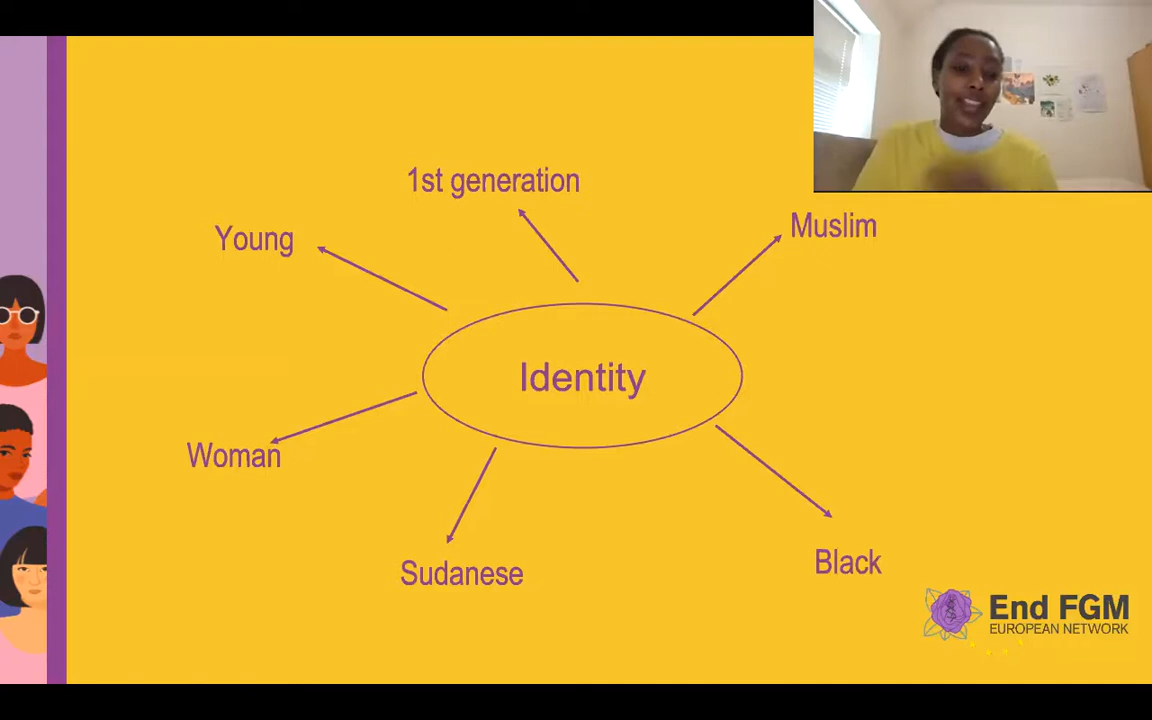 1st generation
Muslim
Young
Identity
Woman
Black
Sudanese
End FGM
EUROPEAN NETWORK